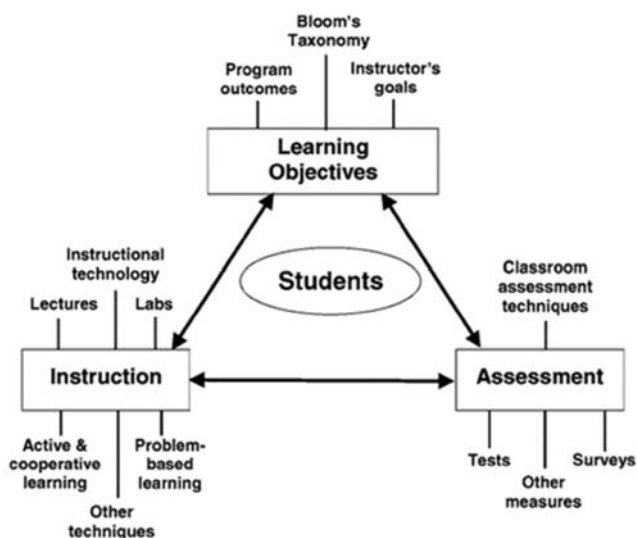 Bloom's
Taxonomy
Program
outcomes
Instructor's
goals
Learning
Objectives
Students
Instructional
technology
Lectures
Labs
Instruction
Active &
cooperative
learning
Problem-
based
learning
Other
techniques
Classroom
assessment
techniques
Assessment
Tests
Surveys
Other
measures